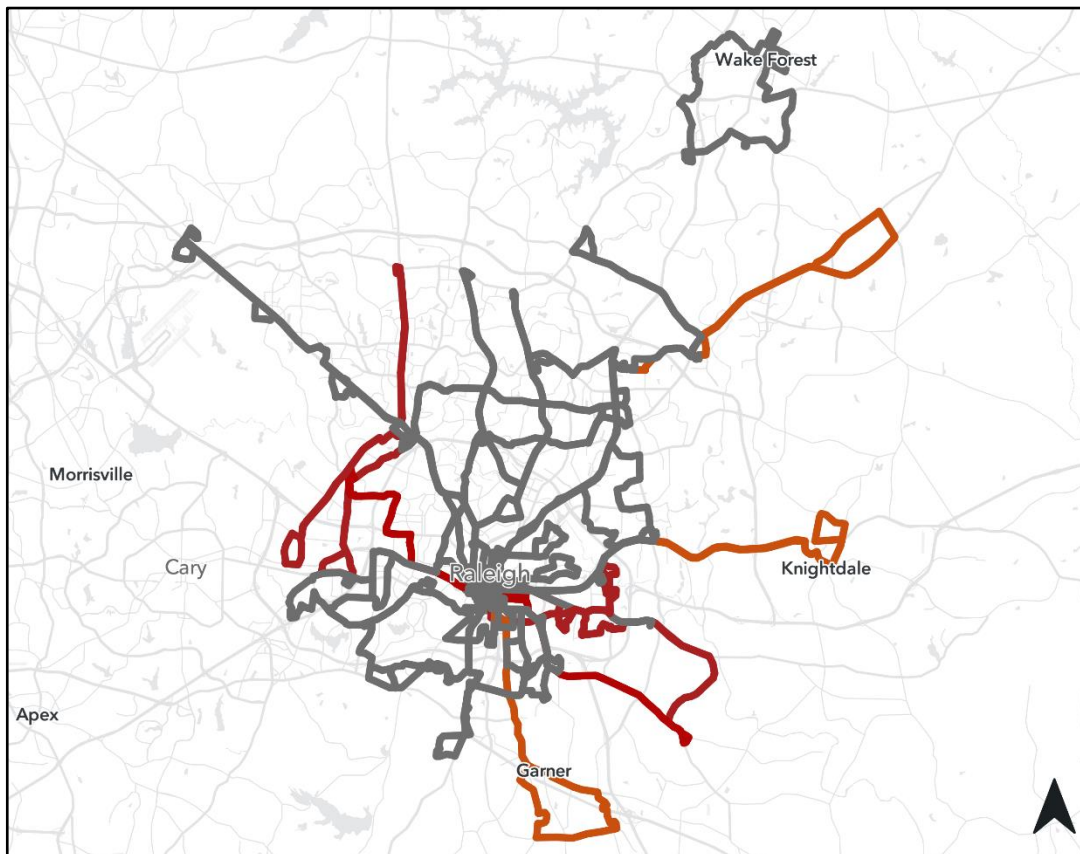 Wake Forest
Morrisville
Cary
Raleigh
Knightdale
Apex
Garner